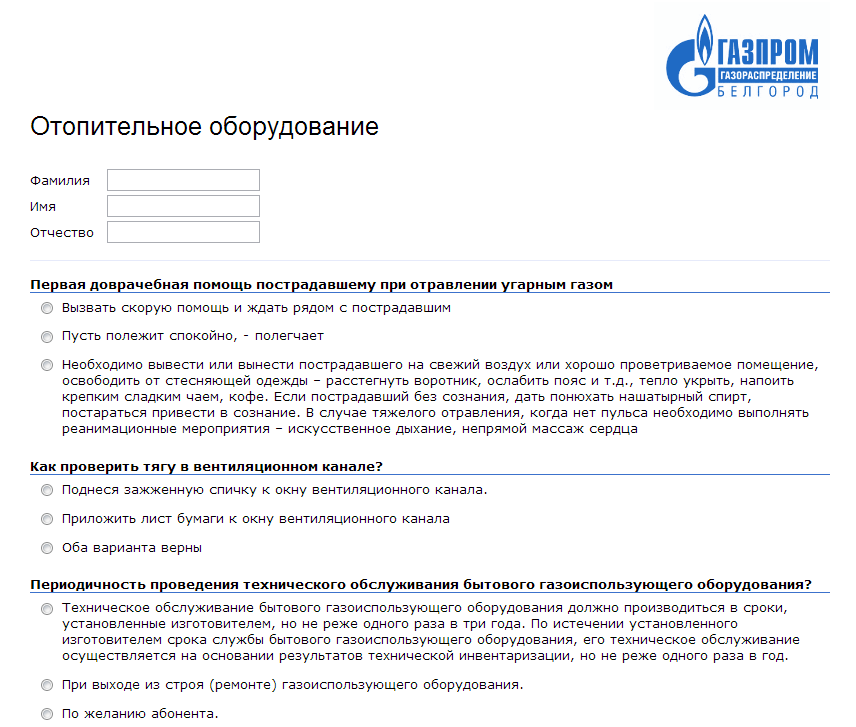 ГАЗПРОМ
ГАЗОРАСПРЕДЕЛЕНИЕ
БЕЛГОРОД
Отопительное оборудование
Фамилия
Имя
Отчество
Первая доврачебная помощь пострадавшему при отравлении угарным газом
Вызвать скорую помощь и ждать рядом с пострадавшим
Пусть полежит спокойно, - полегчает
Необходимо вывести или вынести пострадавшего на свежий воздух или хорошо проветриваемое помещение,
освободить от стесняющей одежды – расстегнуть воротник, ослабить пояс и т.д., тепло укрыть, напоить
крепким сладким чаем, кофе. Если пострадавший без сознания, дать понюхать нашатырный спирт,
постараться привести в сознание. В случае тяжелого отравления, когда нет пульса необходимо выполнять
реанимационные мероприятия – искусственное дыхание, непрямой массаж сердца
Как проверить тягу в вентиляционном канале?
Поднеся зажженную спичку к окну вентиляционного канала.
Приложить лист бумаги к окну вентиляционного канала
Оба варианта верны
Периодичность проведения технического обслуживания бытового газоиспользующего оборудования?
Техническое обслуживание бытового газоиспользующего оборудования должно производиться в сроки,
установленные изготовителем, но не реже одного раза в три года. По истечении установленного
изготовителем срока службы бытового газоиспользующего оборудования, его техническое обслуживание
осуществляется на основании результатов технической инвентаризации, но не реже одного раза в год.
При выходе из строя (ремонте) газоиспользующего оборудования.
По желанию абонента.